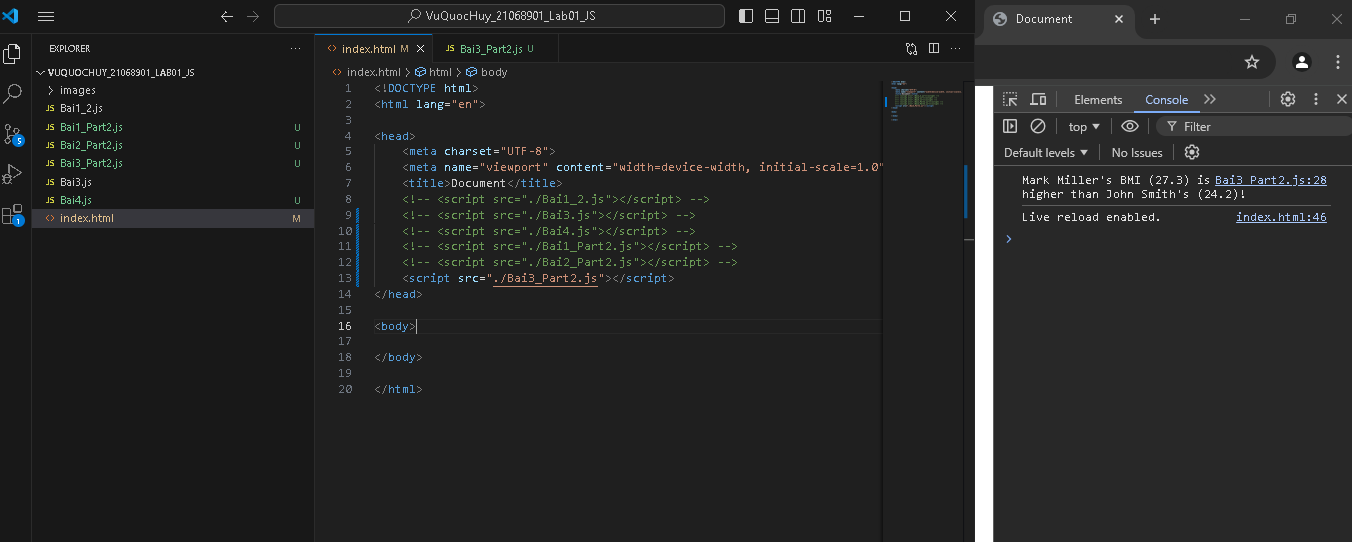 VuQuocHuy_21068901_Lab01_JS
EXPLORER
VUQUOCHUY_21068901_LAB01_JS
images
JS Bai1_2.js
JS Bai1_Part2.js U
JS Bai2_Part2.js U
JS Bai3_Part2.js U
JS Bai3.js
JS Bai4.js U
<> index.html M
5
1
<> index.html M
JS Bai3_Part2.js U
<> index.html > html > body
1 <!DOCTYPE html>
2 <html lang="en">
3
4 <head>
5 <meta charset="UTF-8">
6 <meta name="viewport" content="width=device-width, initial-scale=1.0"
7 <title>Document</title>
8 <!-- <script src="./Bai1_2.js"></script> -->
9 <!-- <script src="./Bai3.js"></script> -->
10 <!-- <script src="./Bai4.js"></script> -->
11 <!-- <script src="./Bai1_Part2.js"></script> -->
12 <!-- <script src="./Bai2_Part2.js"></script> -->
13 <script src="./Bai3_Part2.js"></script>
14 </head>
15
16 <body>
17
18 </body>
19
20 </html>
Document
Elements Console
top Filter
Default levels No Issues
Mark Miller's BMI (27.3) is Bai3_Part2.js:28
higher than John Smith's (24.2)!
Live reload enabled. index.html:46